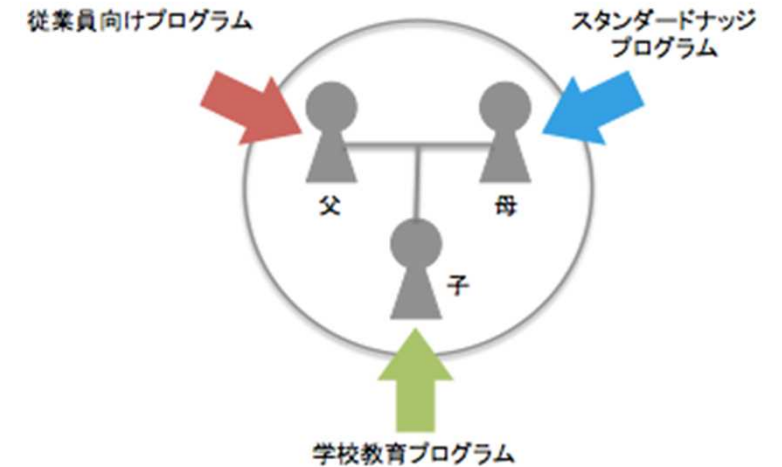 従業員向けプログラム
スタンダードナッジ
プログラム
父
母
子
学校教育プログラム